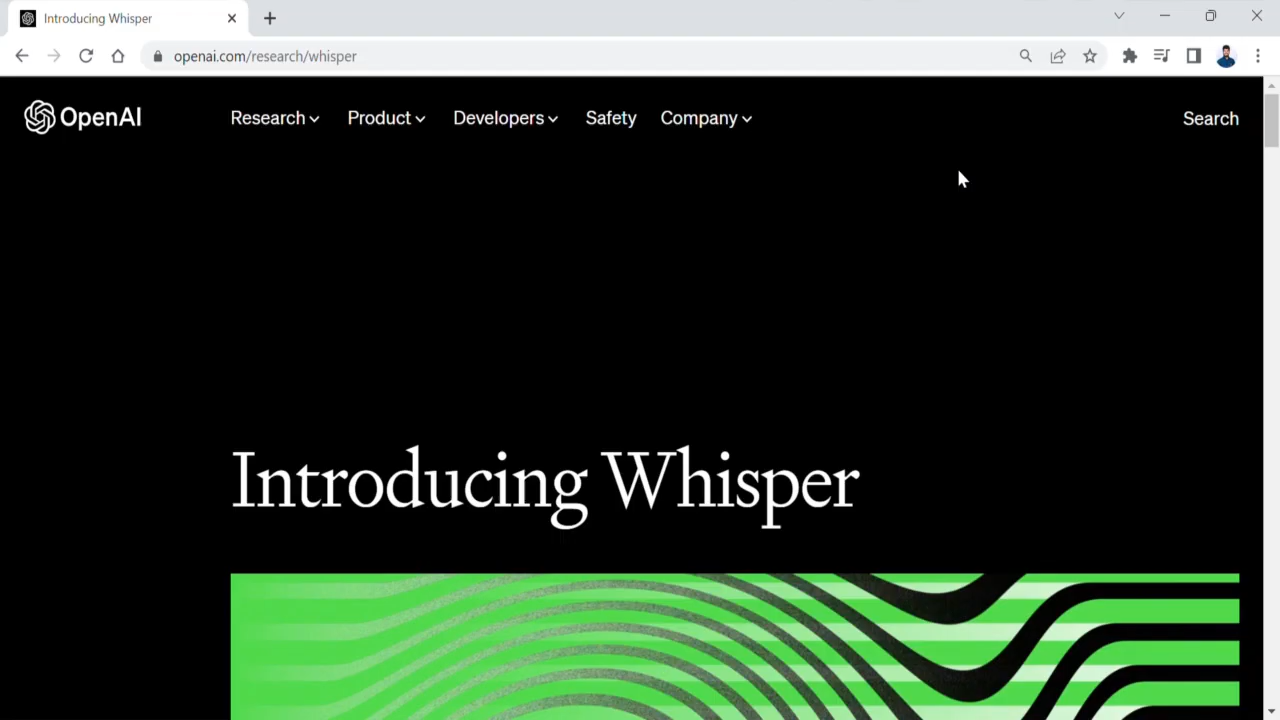 Introducing Whisper
openai.com/research/whisper
OpenAI
Research
Product
Developers
Safety
Company
Search
Introducing Whisper